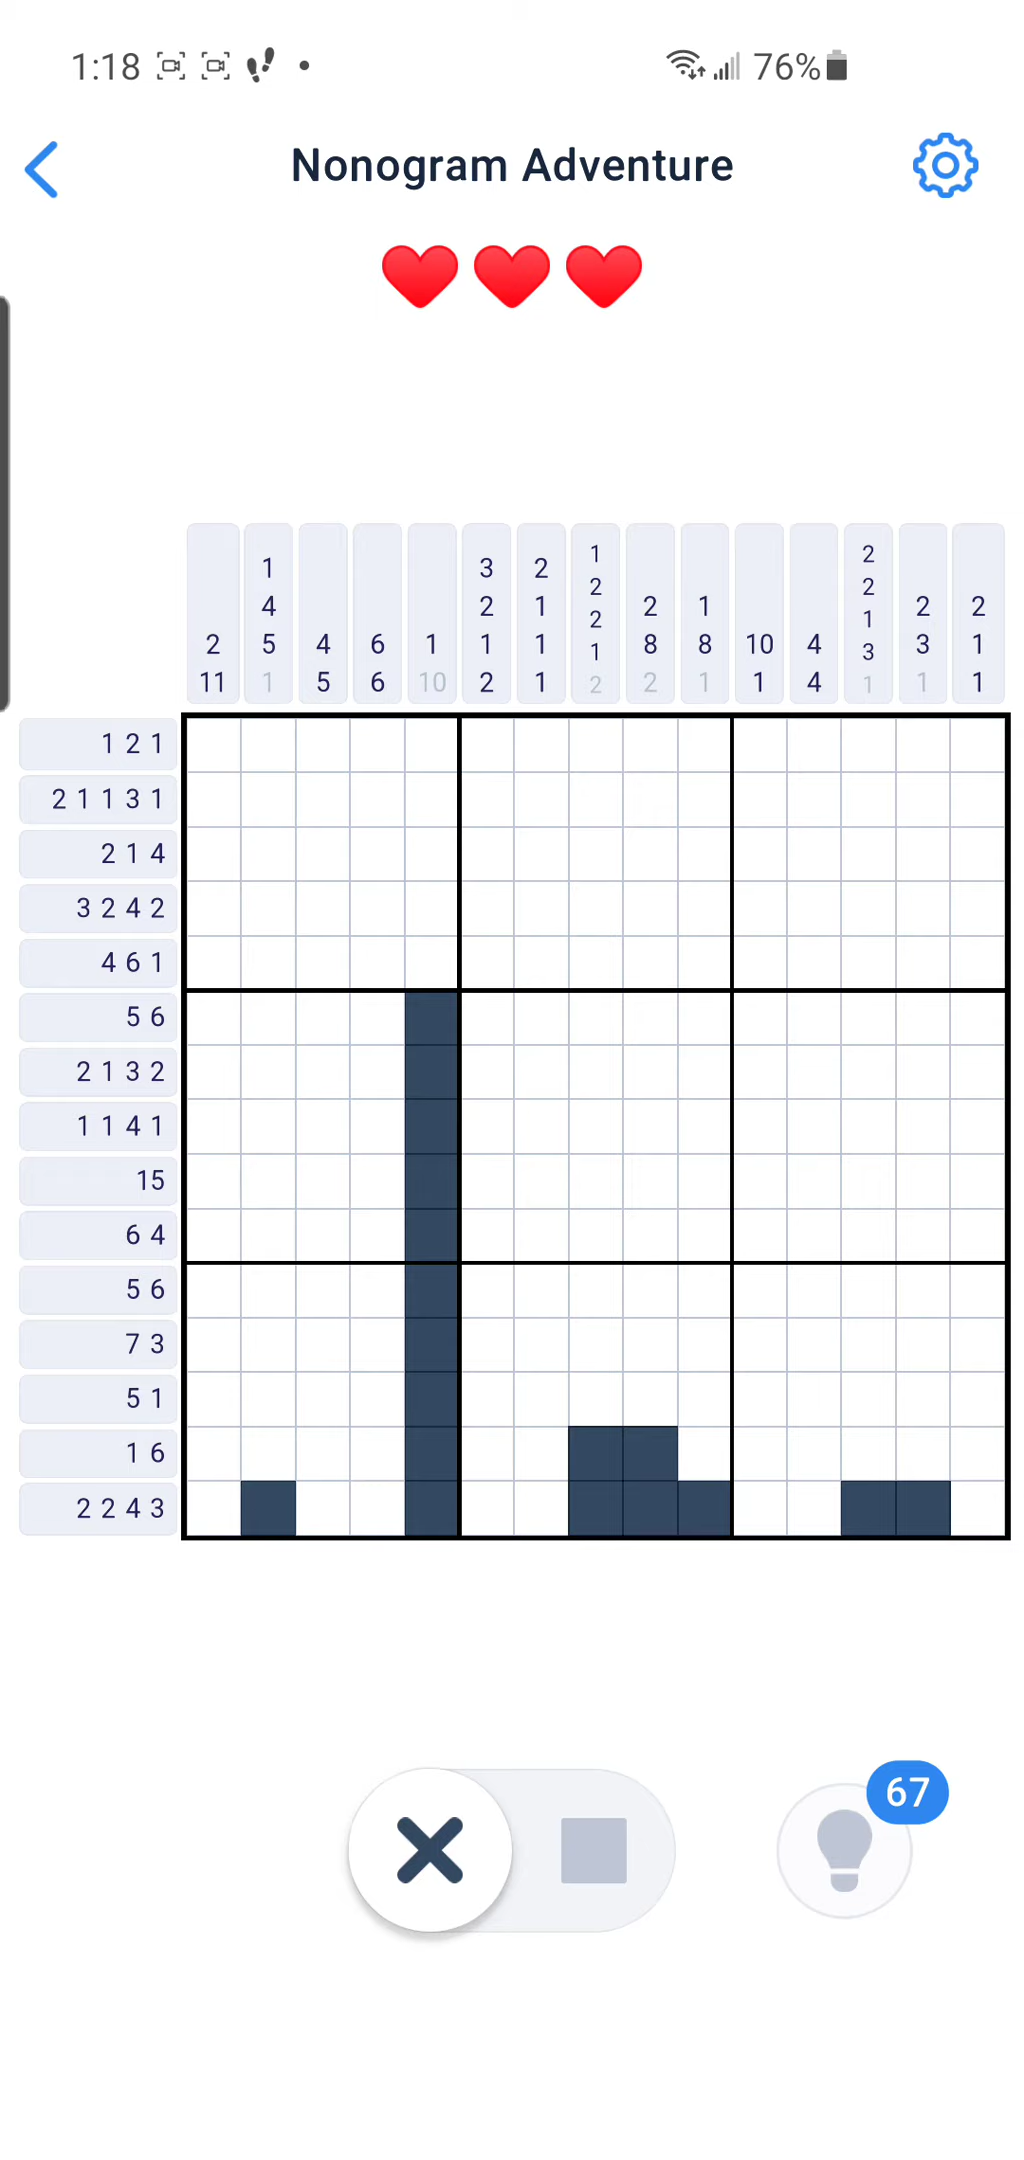 1:18 76%
Nonogram Adventure
2 11
1 4 5 1
4 5
6 6
1 10
3 2 1 2
2 1 1 1
1 2 2 1 2
2 8 2
1 8 1
10 1
4 4
2 2 1 3 1
2 3 1
2 1 1
1 2 1
2 1 1 3 1
2 1 4
3 2 4 2
4 6 1
5 6
2 1 3 2
1 1 4 1
15
6 4
5 6
7 3
5 1
1 6
2 2 4 3
67